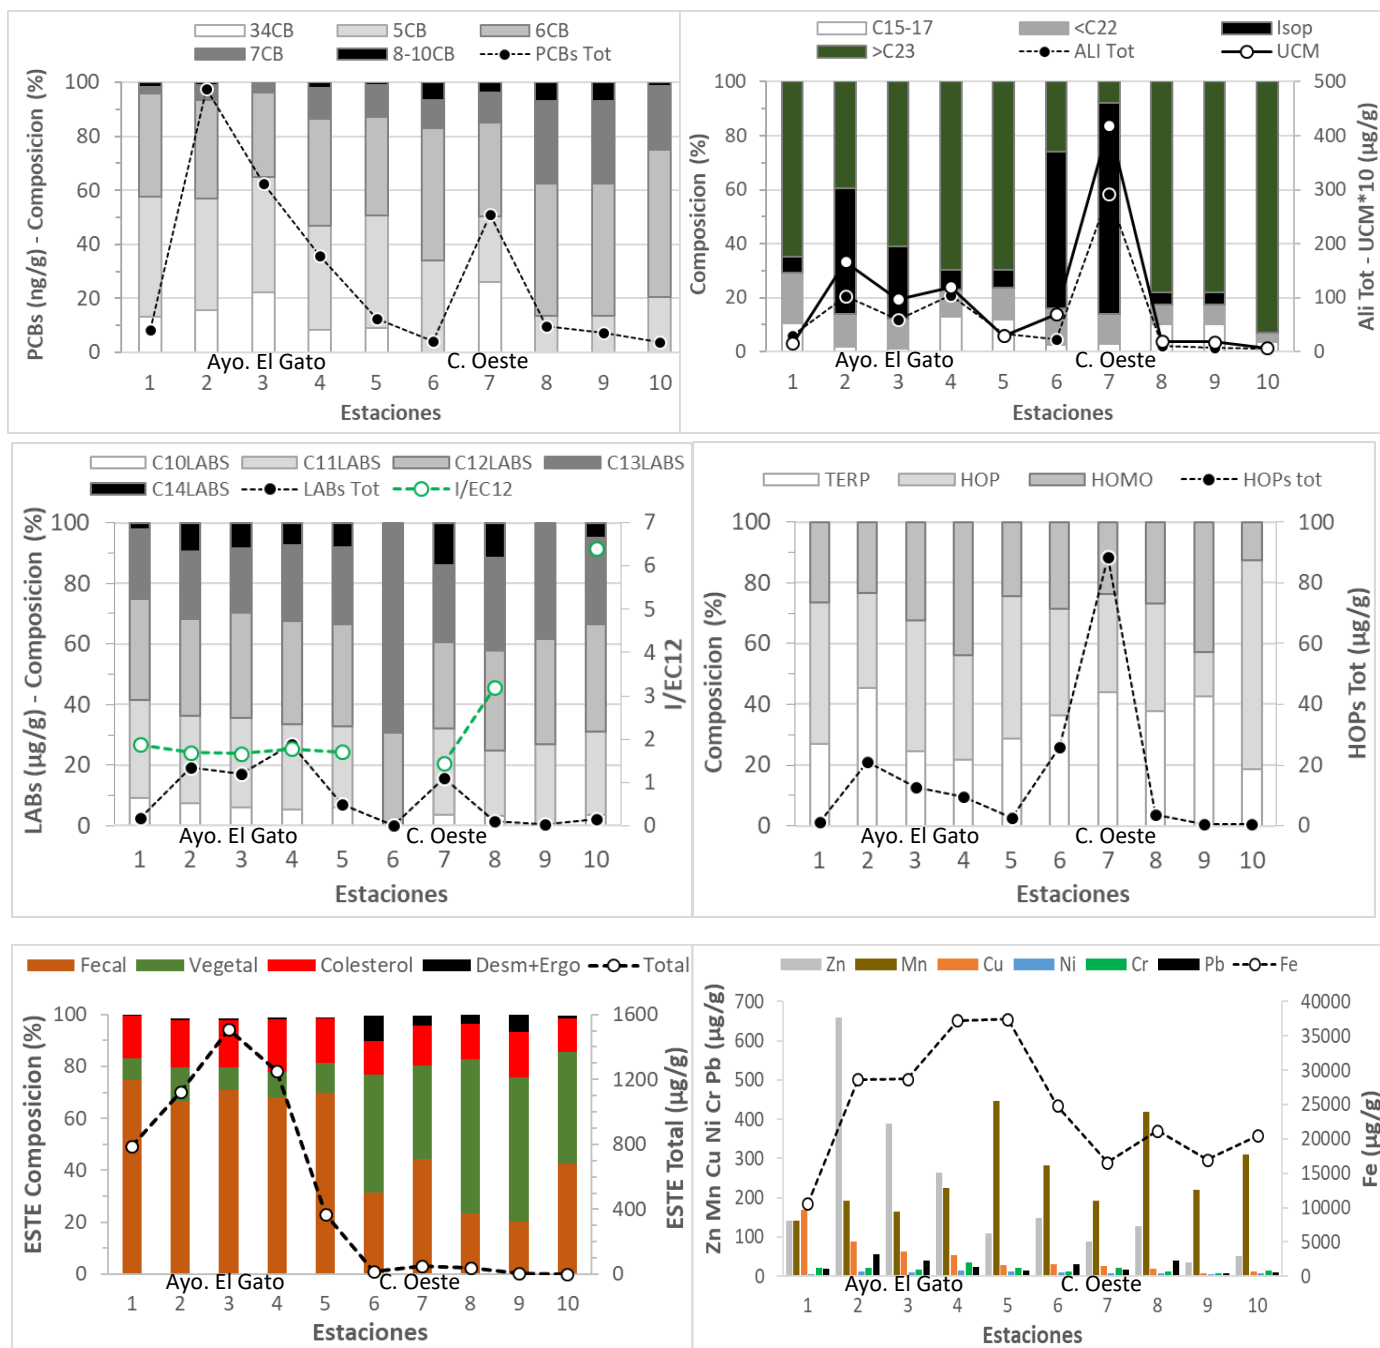 34CB 5CB 6CB
7CB 8-10CB PCBs Tot
PCBs (ng/g) - Composicion (%)
100
80
60
40
20
0
Ayo. El Gato C. Oeste
1 2 3 4 5 6 7 8 9 10
Estaciones
C15-17 <C22 Isop
>C23 ALI Tot UCM
Composicion (%)
100
80
60
40
20
0
500
400
300
200
100
0
Ali Tot - UCM*10 (µg/g)
Ayo. El Gato C. Oeste
1 2 3 4 5 6 7 8 9 10
Estaciones
C10LABS C11LABS C12LABS C13LABS
C14LABS LABs Tot I/EC12
LABs (µg/g) - Composicion (%)
100
80
60
40
20
0
7
6
5
4
3
2
1
0
I/EC12
Ayo. El Gato C. Oeste
1 2 3 4 5 6 7 8 9 10
Estaciones
TERP HOP HOMO HOPs tot
Composicion (%)
100
80
60
40
20
0
100
80
60
40
20
0
HOPs Tot (µg/g)
Ayo. El Gato C. Oeste
1 2 3 4 5 6 7 8 9 10
Estaciones
Fecal Vegetal Colesterol Desm+Ergo Total
ESTE Composicion (%)
100
80
60
40
20
0
1600
1200
800
400
0
ESTE Total (µg/g)
Ayo. El Gato C. Oeste
1 2 3 4 5 6 7 8 9 10
Estaciones
Zn Mn Cu Ni Cr Pb Fe
Zn Mn Cu Ni Cr Pb (µg/g)
700
600
500
400
300
200
100
0
40000
35000
30000
25000
20000
15000
10000
5000
0
Fe (µg/g)
Ayo. El Gato C. Oeste
1 2 3 4 5 6 7 8 9 10
Estaciones